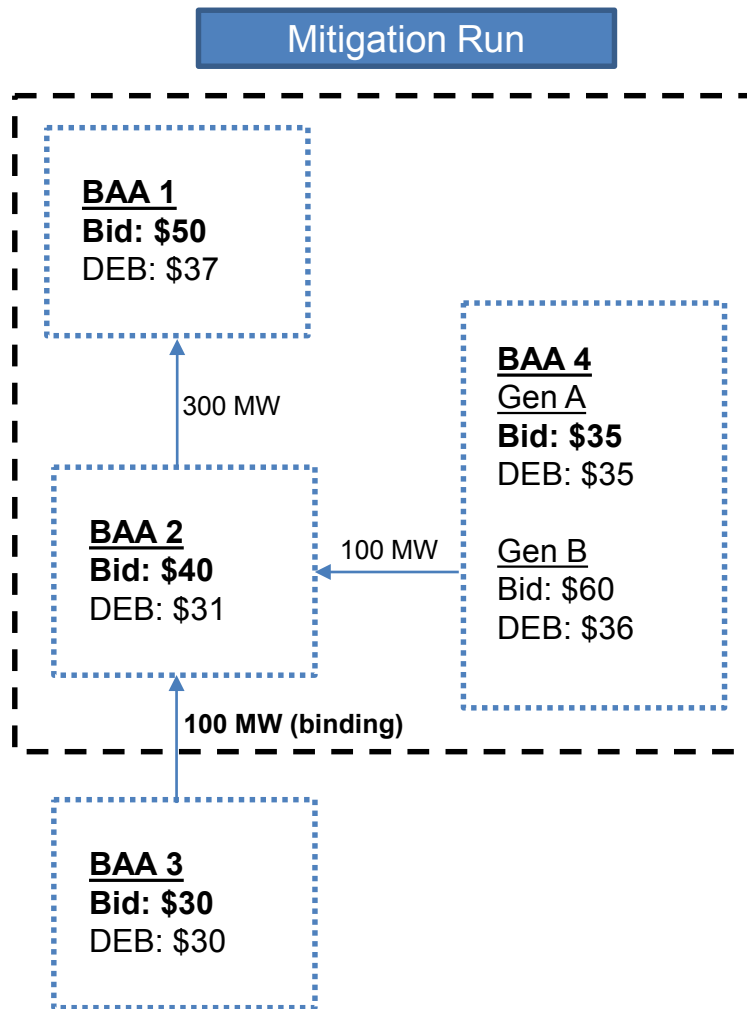 Mitigation Run
BAA 1
Bid: $50
DEB: $37
300 MW
BAA 2
Bid: $40
DEB: $31
100 MW
BAA 4
Gen A
Bid: $35
DEB: $35
Gen B
Bid: $60
DEB: $36
100 MW (binding)
BAA 3
Bid: $30
DEB: $30